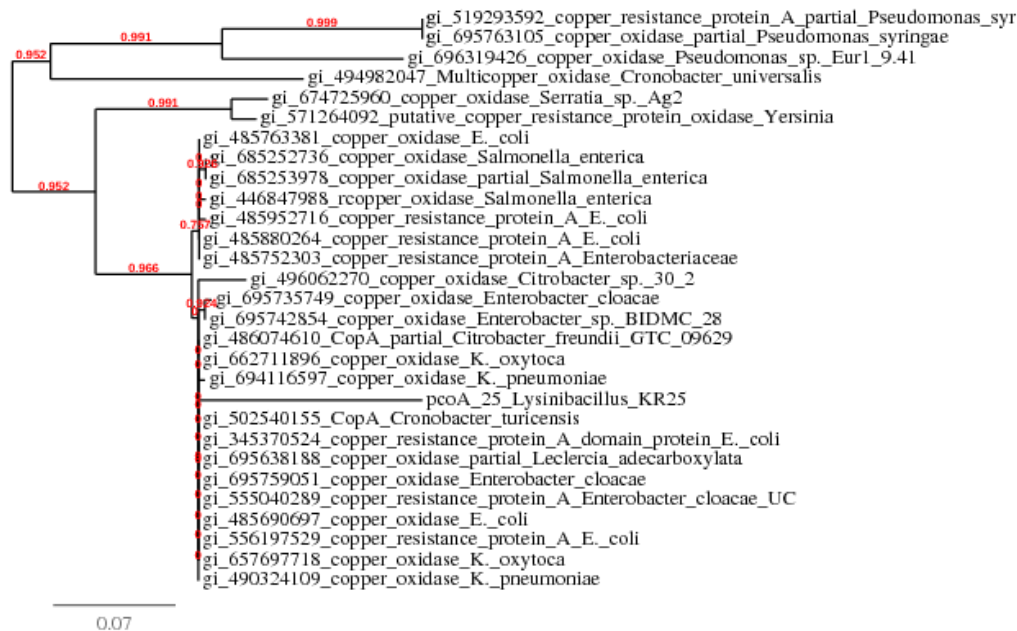 gi_519293592_copper_resistance_protein_A_partial_Pseudomonas_syr
0.999
gi_695763105_copper_oxidase_partial_Pseudomonas_syringae
0.991
gi_696319426_copper_oxidase_Pseudomonas_sp._Eur1_9.41
0.952
gi_494982047_Multicopper_oxidase_Cronobacter_universalis
gi_674725960_copper_oxidase_Serratia_sp._Ag2
0.991
gi_571264092_putative_copper_resistance_protein_oxidase_Yersinia
gi_485763381_copper_oxidase_E._coli
gi_685252736_copper_oxidase_Salmonella_enterica
gi_685253978_copper_oxidase_partial_Salmonella_enterica
0.952
gi_446847988_rcopper_oxidase_Salmonella_enterica
gi_485952716_copper_resistance_protein_A_E._coli
gi_485880264_copper_resistance_protein_A_E._coli
gi_485752303_copper_resistance_protein_A_Enterobacteriaceae
0.966
gi_496062270_copper_oxidase_Citrobacter_sp._30_2
gi_695735749_copper_oxidase_Enterobacter_cloacae
gi_695742854_copper_oxidase_Enterobacter_sp._BIDMC_28
gi_486074610_CopA_partial_Citrobacter_freundii_GTC_09629
gi_662711896_copper_oxidase_K._oxytoca
gi_694116597_copper_oxidase_K._pneumoniae
pcoA_25_Lysinibacillus_KR25
gi_502540155_CopA_Cronobacter_turicensis
gi_345370524_copper_resistance_protein_A_domain_protein_E._coli
gi_695638188_copper_oxidase_partial_Leclercia_adecarboxylata
gi_695759051_copper_oxidase_Enterobacter_cloacae
gi_555040289_copper_resistance_protein_A_Enterobacter_cloacae_UC
gi_485690697_copper_oxidase_E._coli
gi_556197529_copper_resistance_protein_A_E._coli
gi_657697718_copper_oxidase_K._oxytoca
gi_490324109_copper_oxidase_K._pneumoniae
0.07